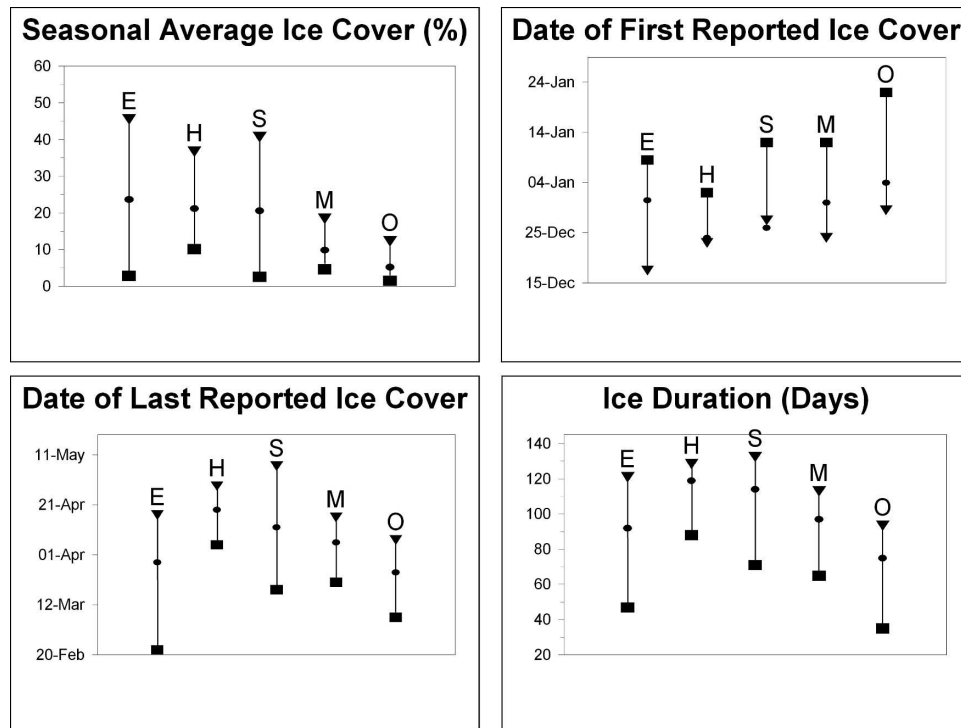 Seasonal Average Ice Cover (%)
60
50
40
30
20
10
0
E
H
S
M
O
Date of First Reported Ice Cover
24-Jan
14-Jan
04-Jan
25-Dec
15-Dec
E
H
S
M
O
Date of Last Reported Ice Cover
11-May
21-Apr
01-Apr
12-Mar
20-Feb
E
H
S
M
O
Ice Duration (Days)
140
120
100
80
60
40
20
E
H
S
M
O